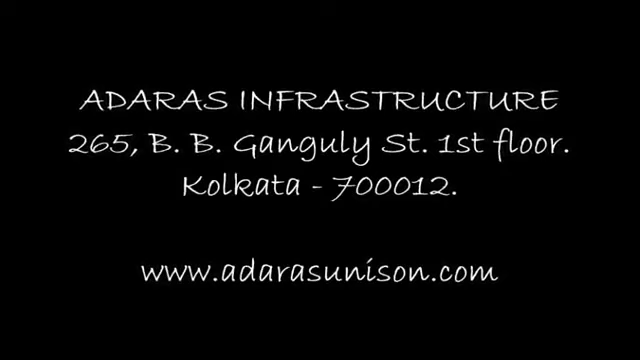 ADARAS INFRASTRUCTURE
265, B. B. Ganguly St. 1st floor.
Kolkata - 700012.
www.adarasunison.com